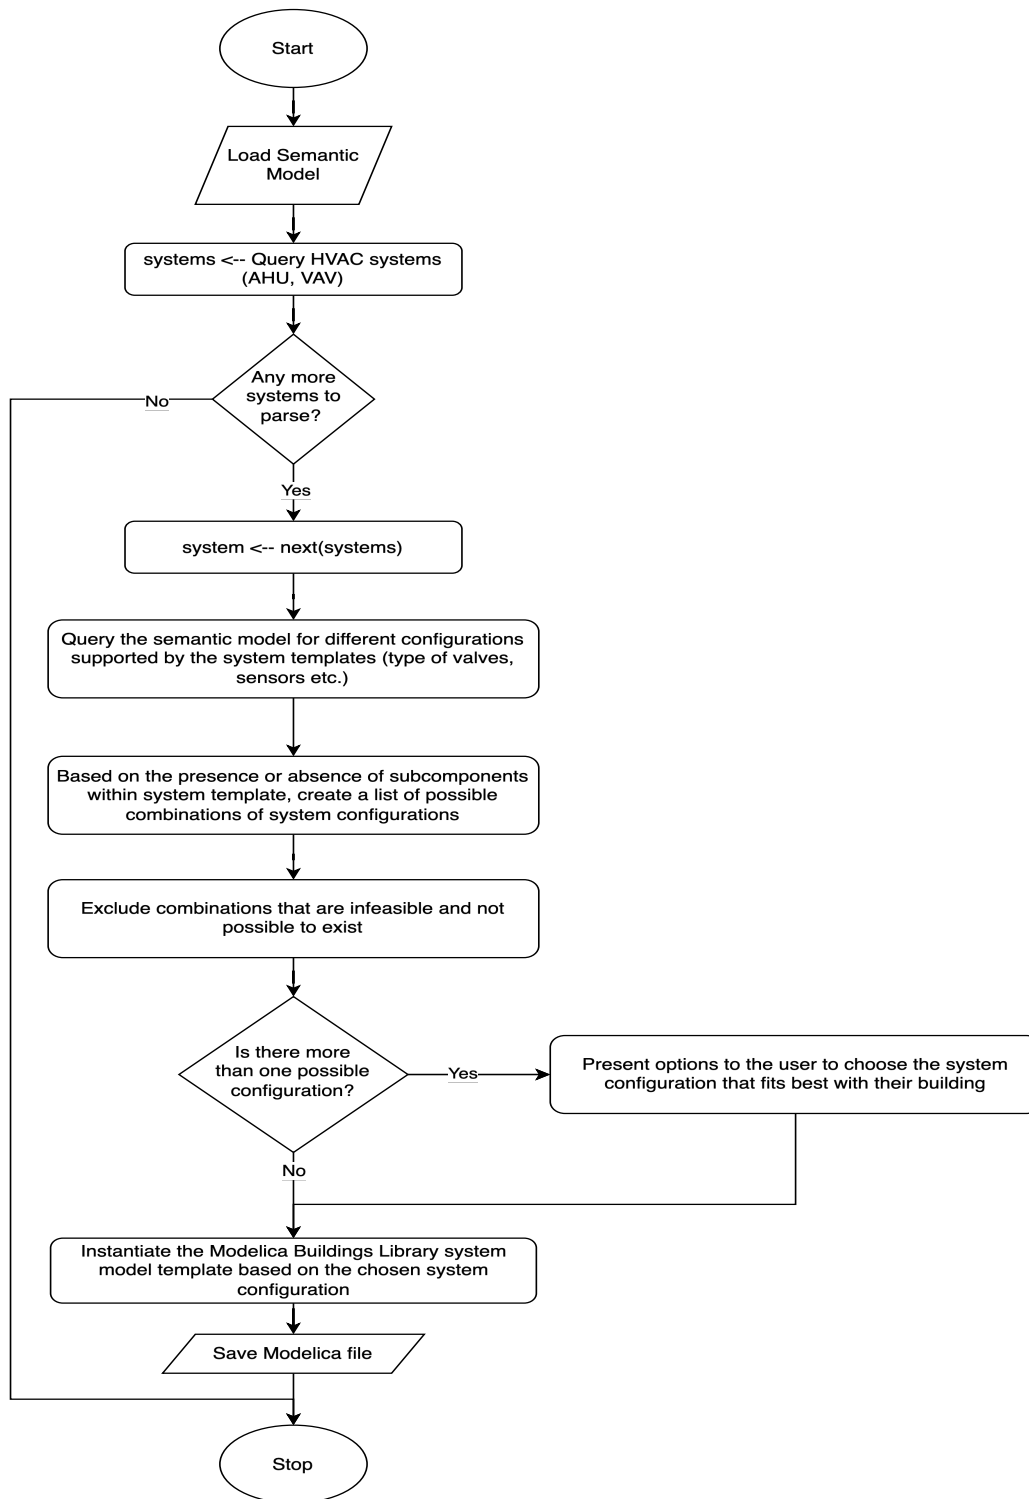 Start
Load Semantic
Model
systems <-- Query HVAC systems
(AHU, VAV)
Any more
systems to
parse?
No
Yes
system <-- next(systems)
Query the semantic model for different configurations
supported by the system templates (type of valves,
sensors etc.)
Based on the presence or absence of subcomponents
within system template, create a list of possible
combinations of system configurations
Exclude combinations that are infeasible and not
possible to exist
Is there more
than one possible
configuration?
Yes
Present options to the user to choose the system
configuration that fits best with their building
No
Instantiate the Modelica Buildings Library system
model template based on the chosen system
configuration
Save Modelica file
Stop